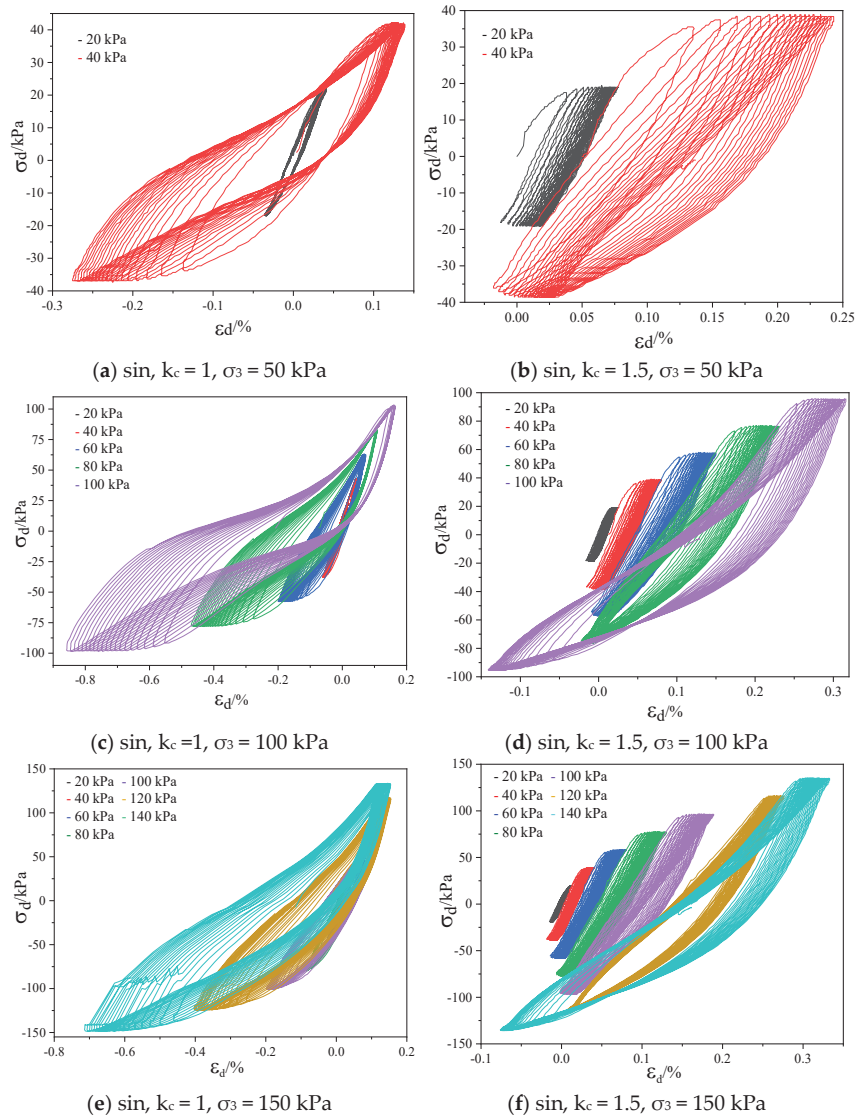 50
40
30
20
10
0
-10
-20
-30
-40
σd/kPa
20 kPa
40 kPa
-0.3
-0.2
-0.1
0.0
0.1
εd/%
(a) sin, kc = 1, σ3 = 50 kPa
40
30
20
10
0
-10
-20
-30
-40
σd/kPa
20 kPa
40 kPa
0.00
0.05
0.10
0.15
0.20
0.25
εd/%
(b) sin, kc = 1.5, σ3 = 50 kPa
100
75
50
25
0
-25
-50
-75
-100
σd/kPa
20 kPa
40 kPa
60 kPa
80 kPa
100 kPa
-0.8
-0.6
-0.4
-0.2
0.0
0.2
εd/%
(c) sin, kc =1, σ3 = 100 kPa
100
80
60
40
20
0
-20
-40
-60
-80
-100
σd/kPa
20 kPa
40 kPa
60 kPa
80 kPa
100 kPa
-0.1
0.0
0.1
0.2
0.3
εd/%
(d) sin, kc = 1.5, σ3 = 100 kPa
150
100
50
0
-50
-100
-150
σd/kPa
20 kPa 100 kPa
40 kPa 120 kPa
60 kPa 140 kPa
80 kPa
-0.8
-0.6
-0.4
-0.2
0.0
0.2
εd/%
(e) sin, kc = 1, σ3 = 150 kPa
150
100
50
0
-50
-100
-150
σd/kPa
20 kPa 100 kPa
40 kPa 120 kPa
60 kPa 140 kPa
80 kPa
-0.1
0.0
0.1
0.2
0.3
εd/%
(f) sin, kc = 1.5, σ3 = 150 kPa